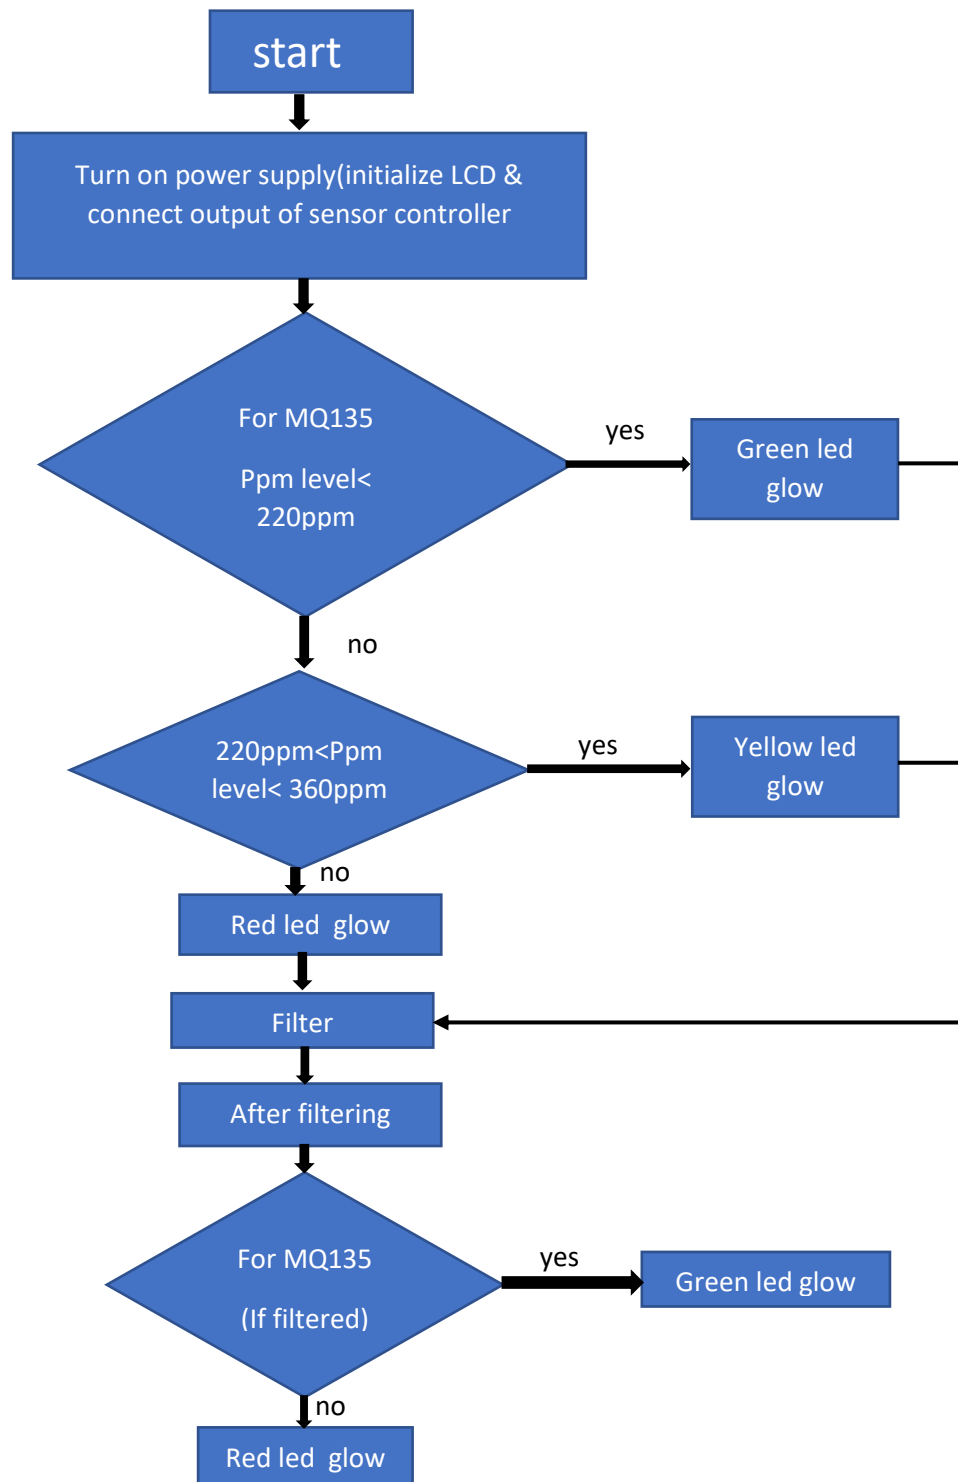 start
Turn on power supply(initialize LCD &
connect output of sensor controller
For MQ135
Ppm level<
220ppm
yes
Green led
glow
no
220ppm<Ppm
level< 360ppm
yes
Yellow led
glow
no
Red led  glow
Filter
After filtering
For MQ135
(If filtered)
yes
Green led glow
no
Red led  glow